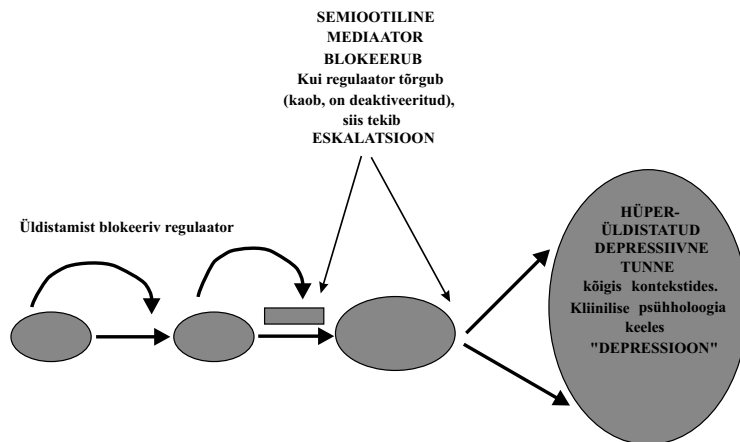 SEMIOOTILINE
MEDIAATOR
BLOKEERUB
Kui regulaator tõrgub
(kaob, on deaktiveeritud),
siis tekib
ESKALATSIOON
Üldistamist blokeeriv regulaator
HÜPER-
ÜLDISTATUD
DEPRESSIIVNE
TUNNE
kõigis kontekstides.
Kliinilise psühholoogia
keeles
"DEPRESSIOON"